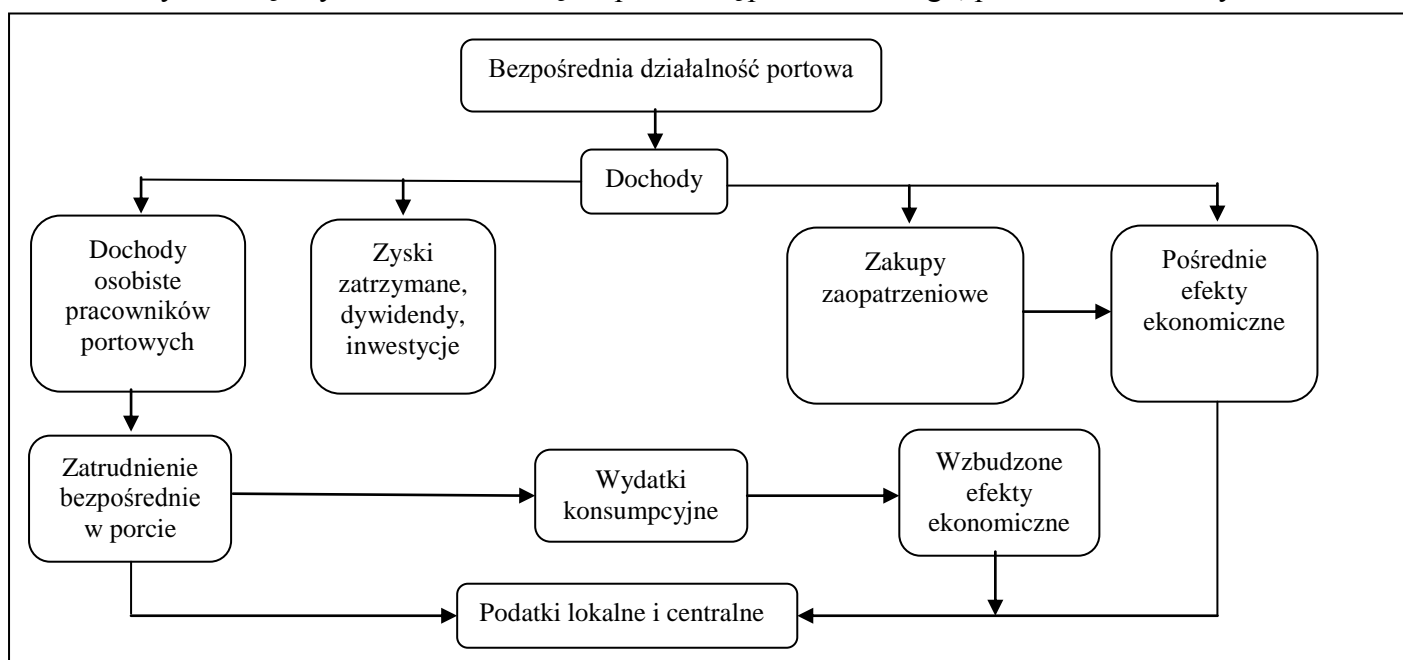 Bezpośrednia działalność portowa
Dochody
Dochody
osobiste
pracowników
portowych
Zyski
zatrzymane,
dywidendy,
inwestycje
Zakupy
zaopatrzeniowe
Pośrednie
efekty
ekonomiczne
Zatrudnienie
bezpośrednie
w porcie
Wydatki
konsumpcyjne
Wzbudzone
efekty
ekonomiczne
Podatki lokalne i centralne